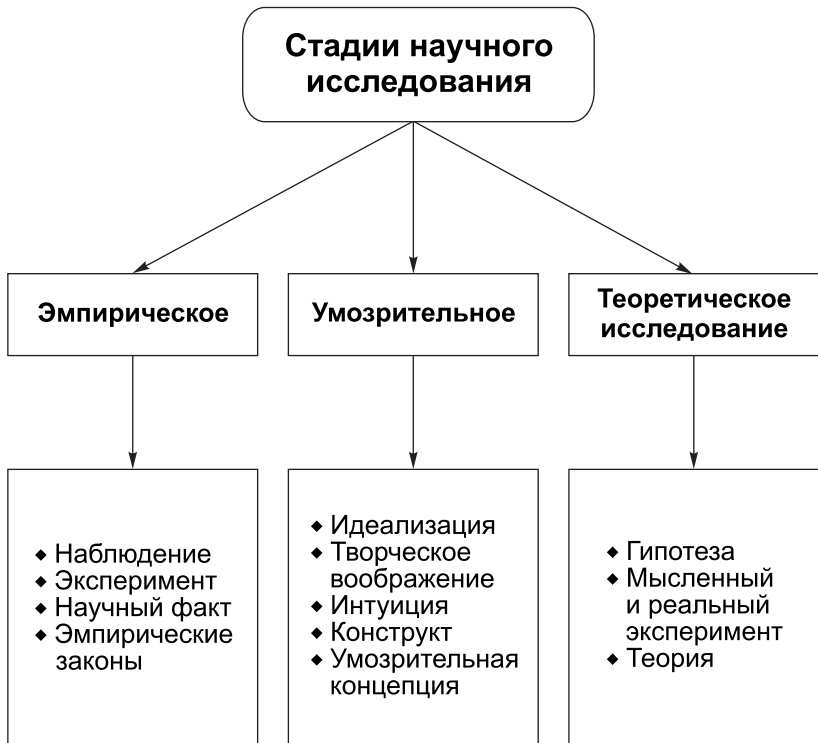 Стадии научного
исследования
Эмпирическое
Умозрительное
Теоретическое
исследование
◆ Наблюдение
◆ Эксперимент
◆ Научный факт
◆ Эмпирические
законы
◆ Идеализация
◆ Творческое
воображение
◆ Интуиция
◆ Конструкт
◆ Умозрительная
концепция
◆ Гипотеза
◆ Мысленный
и реальный
эксперимент
◆ Теория